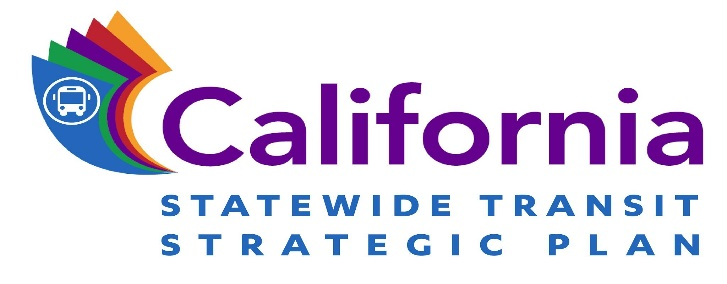 California
STATEWIDE TRANSIT
STRATEGIC PLAN